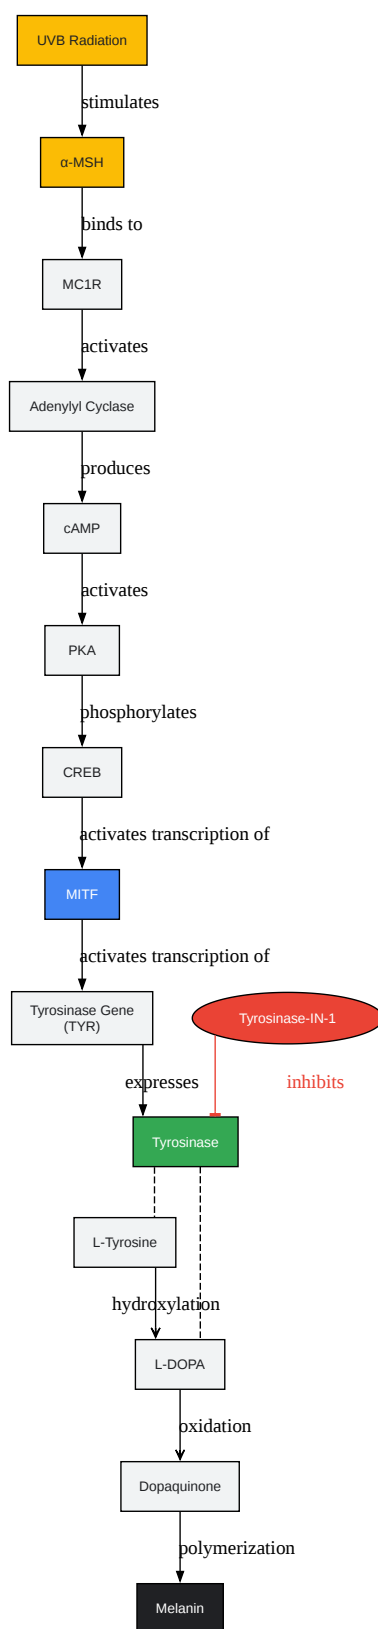 UVB Radiation
stimulates
α-MSH
binds to
MC1R
activates
Adenylyl Cyclase
produces
cAMP
activates
PKA
phosphorylates
CREB
activates transcription of
MITF
activates transcription of
Tyrosinase Gene
(TYR)
Tyrosinase-IN-1
expresses
inhibits
Tyrosinase
L-Tyrosine
hydroxylation
L-DOPA
oxidation
Dopaquinone
polymerization
Melanin